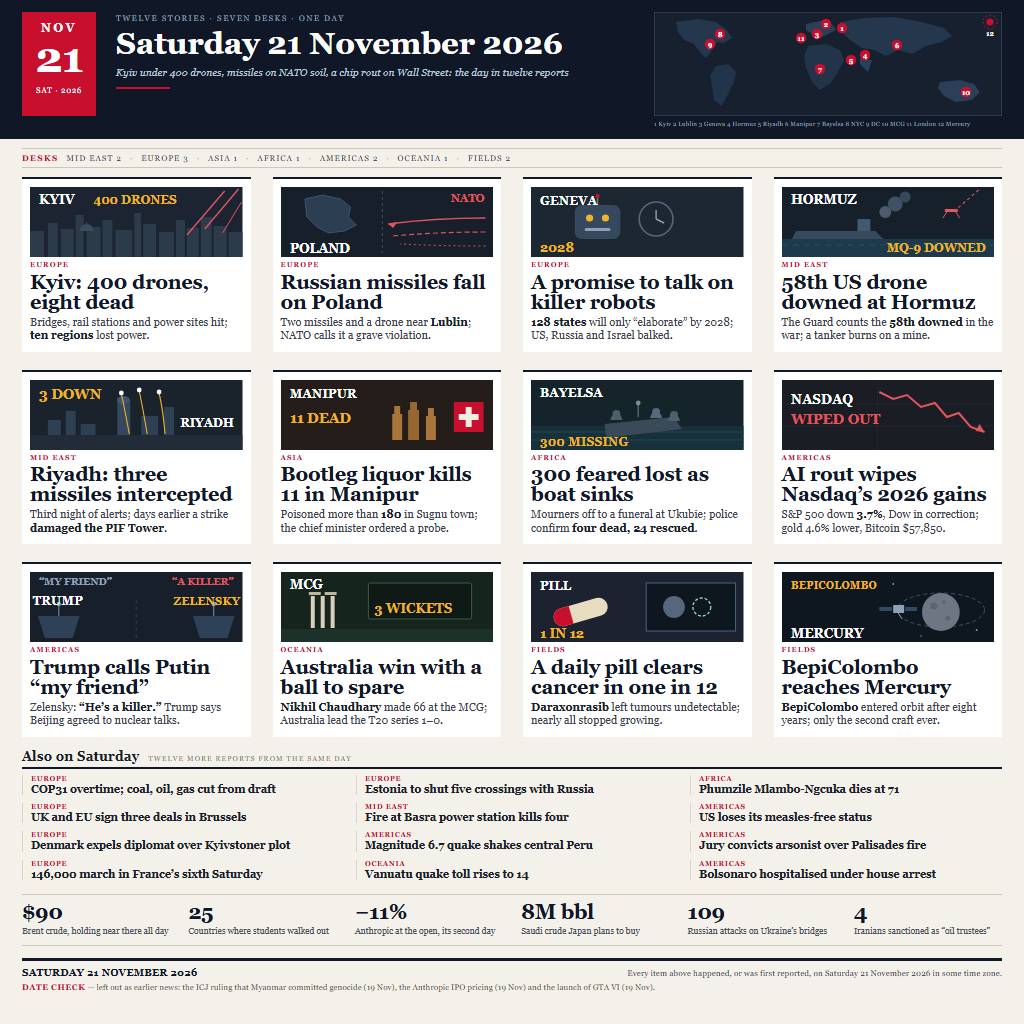 NOV
21
SAT · 2026
TWELVE STORIES · SEVEN DESKS · ONE DAY
Saturday 21 November 2026
Kyiv under 400 drones, missiles on NATO soil, a chip rout on Wall Street: the day in twelve reports
1
2
3
4
5
6
7
8
9
10
11
12
1 Kyiv 2 Lublin 3 Geneva 4 Hormuz 5 Riyadh 6 Manipur 7 Bayelsa 8 NYC 9 DC 10 MCG 11 London 12 Mercury
DESKS MID EAST 2 · EUROPE 3 · ASIA 1 · AFRICA 1 · AMERICAS 2 · OCEANIA 1 · FIELDS 2
KYIV 400 DRONES
EUROPE
Kyiv: 400 drones,
eight dead
Bridges, rail stations and power sites hit;
ten regions lost power.
NATO
POLAND
EUROPE
Russian missiles fall
on Poland
Two missiles and a drone near Lublin;
NATO calls it a grave violation.
GENEVA
2028
EUROPE
A promise to talk on
killer robots
128 states will only “elaborate” by 2028;
US, Russia and Israel balked.
HORMUZ
MQ-9 DOWNED
MID EAST
58th US drone
downed at Hormuz
The Guard counts the 58th downed in the
war; a tanker burns on a mine.
3 DOWN
RIYADH
MID EAST
Riyadh: three
missiles intercepted
Third night of alerts; days earlier a strike
damaged the PIF Tower.
MANIPUR
11 DEAD
ASIA
Bootleg liquor kills
11 in Manipur
Poisoned more than 180 in Sugnu town;
the chief minister ordered a probe.
BAYELSA
300 MISSING
AFRICA
300 feared lost as
boat sinks
Mourners off to a funeral at Ukubie; police
confirm four dead, 24 rescued.
NASDAQ
WIPED OUT
AMERICAS
AI rout wipes
Nasdaq’s 2026 gains
S&P 500 down 3.7%, Dow in correction;
gold 4.6% lower, Bitcoin $57,850.
“MY FRIEND” “A KILLER”
TRUMP ZELENSKY
AMERICAS
Trump calls Putin
“my friend”
Zelensky: “He’s a killer.” Trump says
Beijing agreed to nuclear talks.
MCG
3 WICKETS
OCEANIA
Australia win with a
ball to spare
Nikhil Chaudhary made 66 at the MCG;
Australia lead the T20 series 1–0.
PILL
1 IN 12
FIELDS
A daily pill clears
cancer in one in 12
Daraxonrasib left tumours undetectable;
nearly all stopped growing.
BEPICOLOMBO
MERCURY
FIELDS
BepiColombo
reaches Mercury
BepiColombo entered orbit after eight
years; only the second craft ever.
Also on Saturday TWELVE MORE REPORTS FROM THE SAME DAY
EUROPE
COP31 overtime; coal, oil, gas cut from draft
EUROPE
UK and EU sign three deals in Brussels
EUROPE
Denmark expels diplomat over Kyivstoner plot
EUROPE
146,000 march in France’s sixth Saturday
EUROPE
Estonia to shut five crossings with Russia
MID EAST
Fire at Basra power station kills four
AMERICAS
Magnitude 6.7 quake shakes central Peru
OCEANIA
Vanuatu quake toll rises to 14
AFRICA
Phumzile Mlambo-Ngcuka dies at 71
AMERICAS
US loses its measles-free status
AMERICAS
Jury convicts arsonist over Palisades fire
AMERICAS
Bolsonaro hospitalised under house arrest
$90
Brent crude, holding near there all day
25
Countries where students walked out
−11%
Anthropic at the open, its second day
8M bbl
Saudi crude Japan plans to buy
109
Russian attacks on Ukraine’s bridges
4
Iranians sanctioned as “oil trustees”
SATURDAY 21 NOVEMBER 2026
Every item above happened, or was first reported, on Saturday 21 November 2026 in some time zone.
DATE CHECK — left out as earlier news: the ICJ ruling that Myanmar committed genocide (19 Nov), the Anthropic IPO pricing (19 Nov) and the launch of GTA VI (19 Nov).